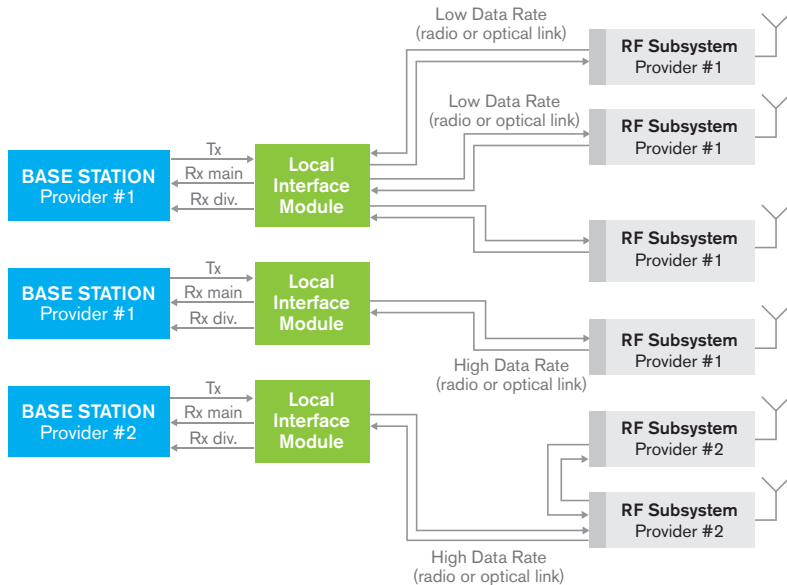 Low Data Rate
(radio or optical link)
RF Subsystem
Provider #1
Low Data Rate
(radio or optical link)
RF Subsystem
Provider #1
BASE STATION
Provider #1
Tx
Rx main
Rx div.
Local
Interface
Module
RF Subsystem
Provider #1
BASE STATION
Provider #1
Tx
Rx main
Rx div.
Local
Interface
Module
RF Subsystem
Provider #1
High Data Rate
(radio or optical link)
BASE STATION
Provider #2
Tx
Rx main
Rx div.
Local
Interface
Module
RF Subsystem
Provider #2
RF Subsystem
Provider #2
High Data Rate
(radio or optical link)